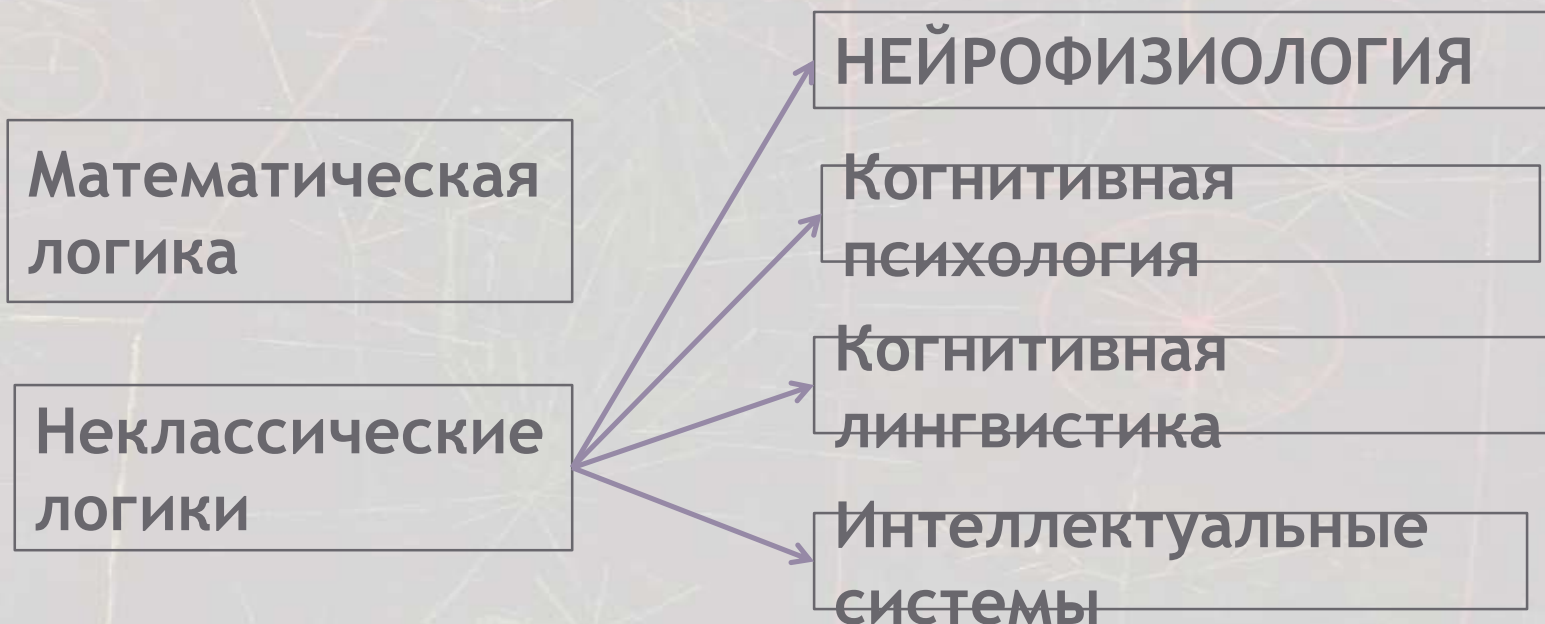 Математическая
логика
Неклассические
логики
НЕЙРОФИЗИОЛОГИЯ
Когнитивная
психология
Когнитивная
лингвистика
Интеллектуальные
системы